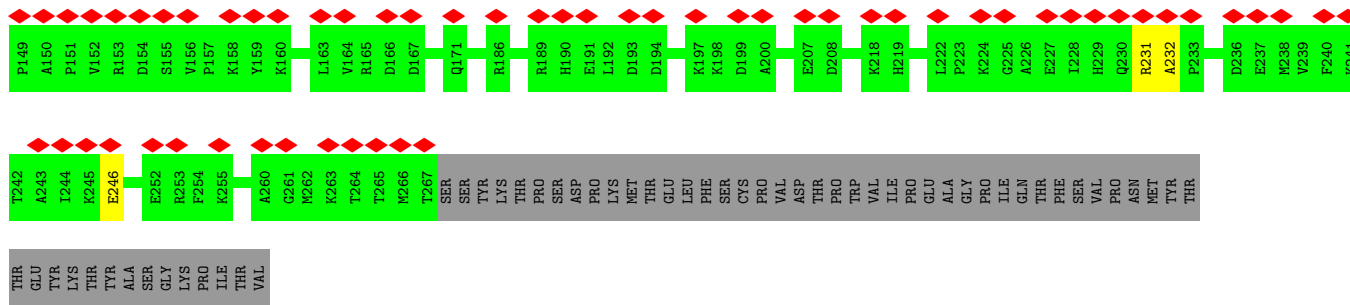 P149 A150 P151 V152 R153 D154 S155 V156 P157 K158 Y159 K160 L163 V164 R165 D166 D167 Q171 R186 R189 H190 E191 L192 D193 D194 K197 K198 D199 A200 E207 D208 K218 H219 L222 P223 K224 G225 A226 E227 I228 H229 Q230 R231 A232 P233 D236 E237 M238 V239 F240 K241
T242 A243 I244 K245 E246 E252 R253 F254 K255 A260 G261 M262 K263 T264 T265 M266 T267 SER SER TYR LYS THR PRO SER ASP PRO LYS MET THR GLU LEU PHE SER CYS PRO VAL ASP THR PRO TRP VAL ILE PRO GLU ALA GLY PRO ILE GLN THR PHE SER VAL PRO ASN MET TYR THR
THR GLU TYR LYS THR TYR ALA SER GLY LYS PRO ILE THR VAL